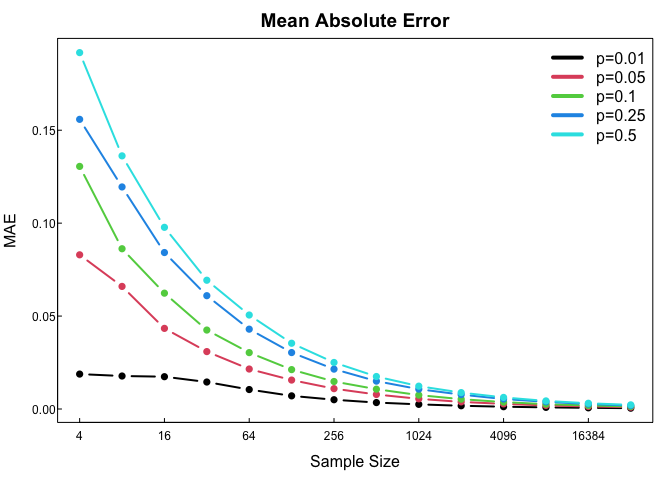 Mean Absolute Error
p=0.01
p=0.05
p=0.1
p=0.25
p=0.5
MAE
0.15
0.10
0.05
0.00
4 16 64 256 1024 4096 16384
Sample Size